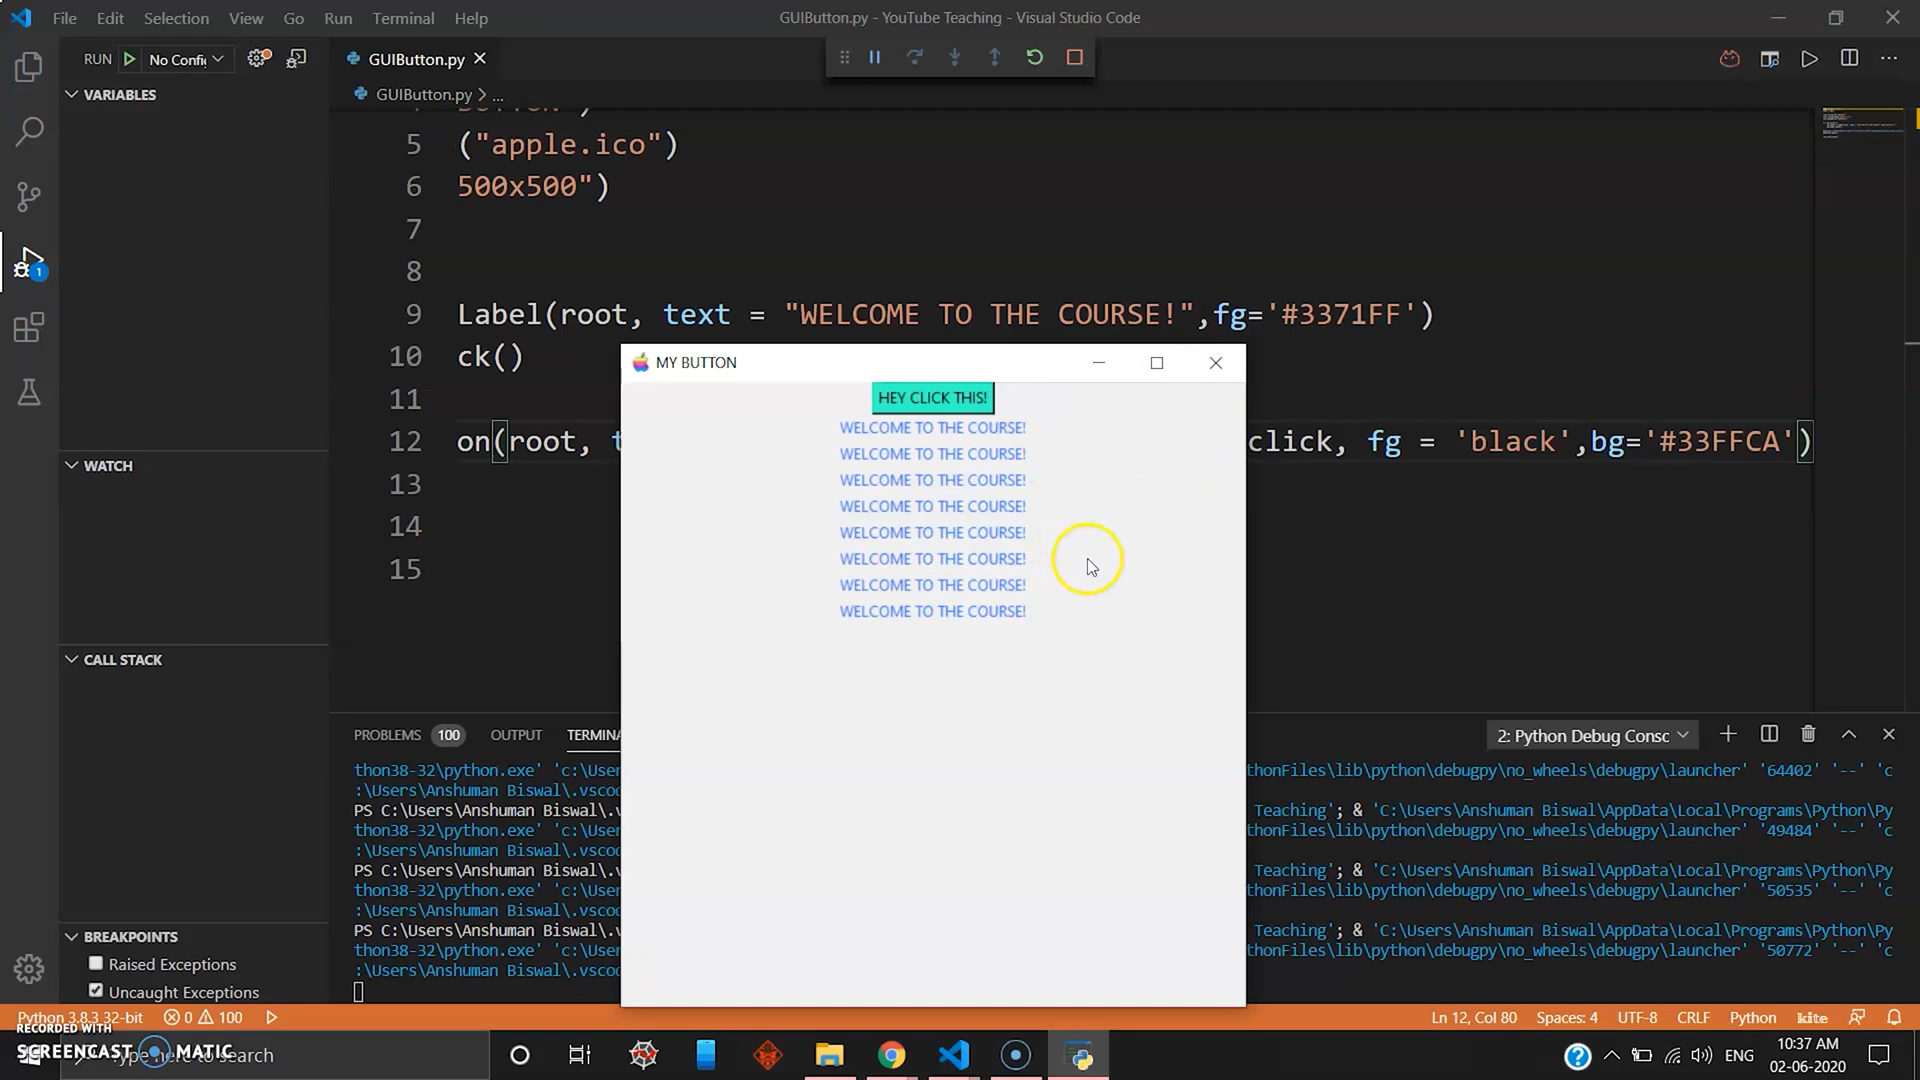 File Edit Selection View Go Run Terminal Help
GUIButton.py - YouTube Teaching - Visual Studio Code
RUN No Config
GUIButton.py
VARIABLES
GUIButton.py > ...
5 ("apple.ico")
6 500x500")
7
8
9 Label(root, text = "WELCOME TO THE COURSE!",fg='#3371FF')
10 ck()
11
12 on(root, t click, fg = 'black',bg='#33FFCA')
13
14
15
MY BUTTON
HEY CLICK THIS!
WELCOME TO THE COURSE!
WELCOME TO THE COURSE!
WELCOME TO THE COURSE!
WELCOME TO THE COURSE!
WELCOME TO THE COURSE!
WELCOME TO THE COURSE!
WELCOME TO THE COURSE!
WELCOME TO THE COURSE!
1
WATCH
CALL STACK
BREAKPOINTS
Raised Exceptions
Uncaught Exceptions
PROBLEMS 100 OUTPUT TERMINA
2: Python Debug Consc
thon38-32\python.exe' 'c:\User thonFiles\lib\python\debugpy\no_wheels\debugpy\launcher' '64402' '--' 'c
:\Users\Anshuman Biswal\.vscod
PS C:\Users\Anshuman Biswal\.v Teaching'; & 'C:\Users\Anshuman Biswal\AppData\Local\Programs\Python\Py
thon38-32\python.exe' 'c:\User thonFiles\lib\python\debugpy\no_wheels\debugpy\launcher' '49484' '--' 'c
:\Users\Anshuman Biswal\.vscod
PS C:\Users\Anshuman Biswal\.v Teaching'; & 'C:\Users\Anshuman Biswal\AppData\Local\Programs\Python\Py
thon38-32\python.exe' 'c:\User thonFiles\lib\python\debugpy\no_wheels\debugpy\launcher' '50535' '--' 'c
:\Users\Anshuman Biswal\.vscod
PS C:\Users\Anshuman Biswal\.v Teaching'; & 'C:\Users\Anshuman Biswal\AppData\Local\Programs\Python\Py
thon38-32\python.exe' 'c:\User thonFiles\lib\python\debugpy\no_wheels\debugpy\launcher' '50772' '--' 'c
:\Users\Anshuman Biswal\.vscod
Python 3.8.3 32-bit 0 100
Ln 12, Col 80 Spaces: 4 UTF-8 CRLF Python kite
RECORDED WITH
SCREENCAST MATIC
here to search
ENG
10:37 AM
02-06-2020